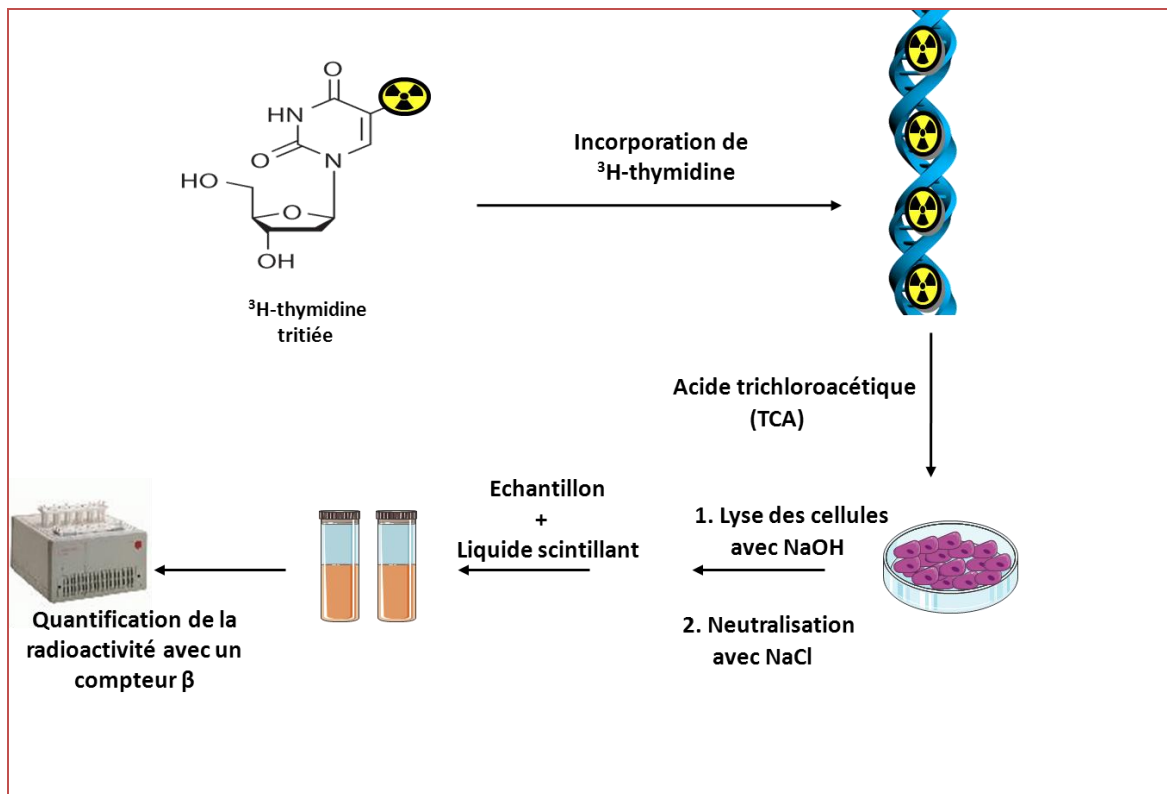 O
HN
O
N
HO
O
OH
³H-thymidine
tritiée
Incorporation de
³H-thymidine
Acide trichloroacétique
(TCA)
1. Lyse des cellules
avec NaOH
2. Neutralisation
avec NaCl
Echantillon
+
Liquide scintillant
Quantification de la
radioactivité avec un
compteur β